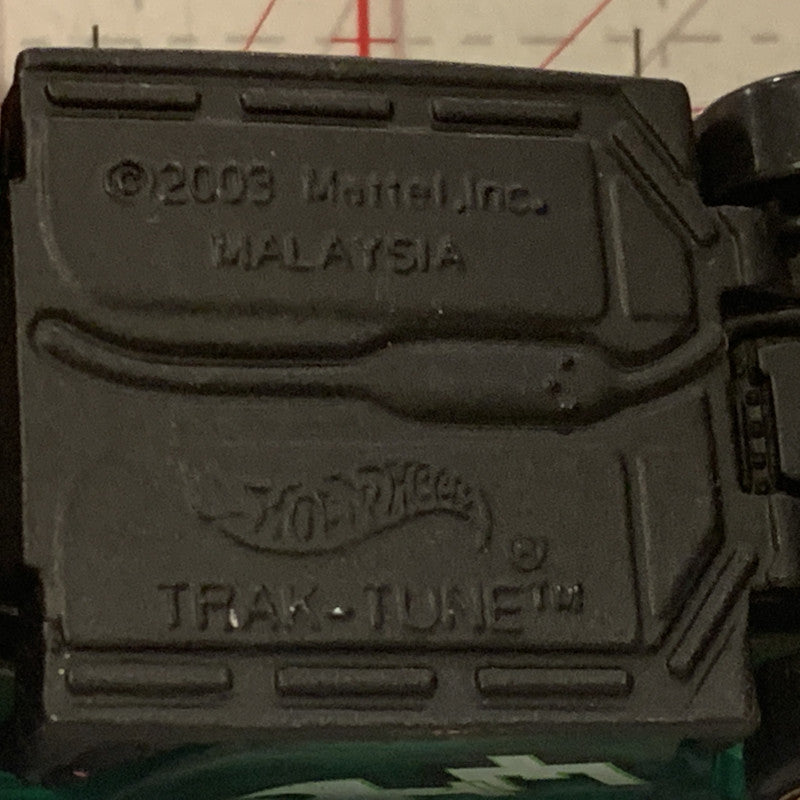 ©2003 Mattel,Inc.
MALAYSIA
Hot Wheels ®
TRAK-TUNE™